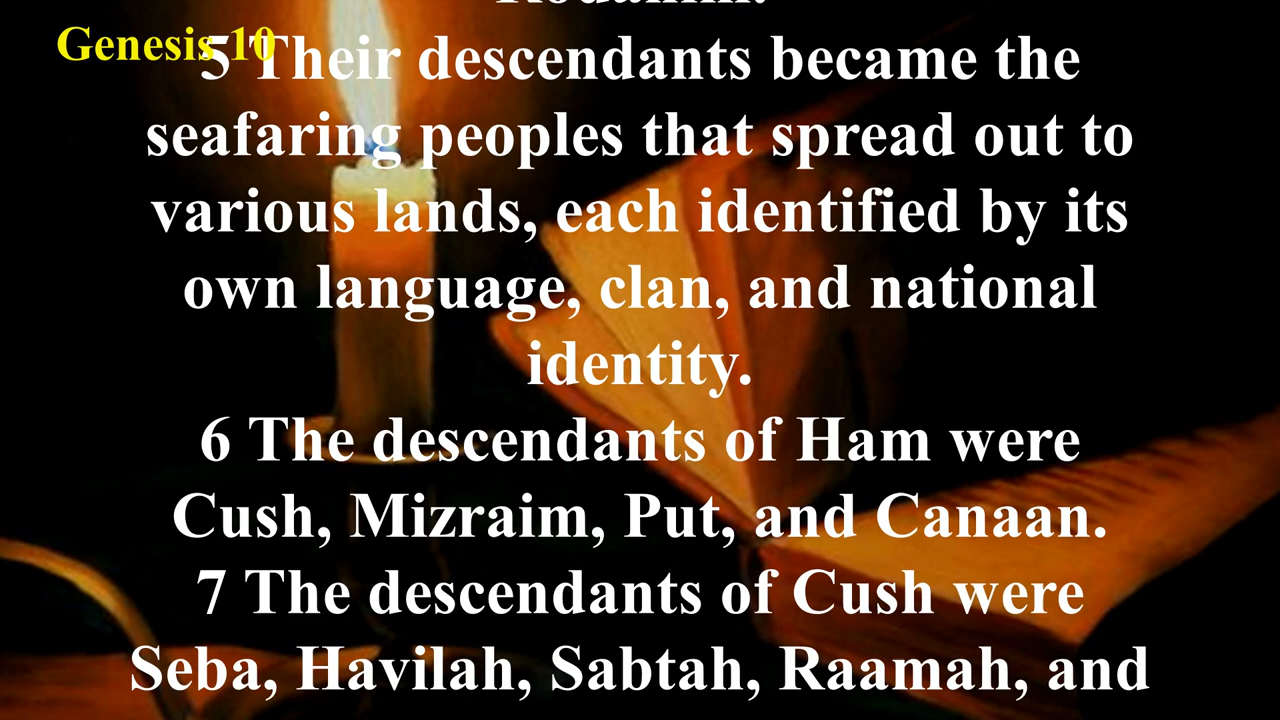 Genesis 10
5 Their descendants became the
seafaring peoples that spread out to
various lands, each identified by its
own language, clan, and national
identity.
6 The descendants of Ham were
Cush, Mizraim, Put, and Canaan.
7 The descendants of Cush were
Seba, Havilah, Sabtah, Raamah, and